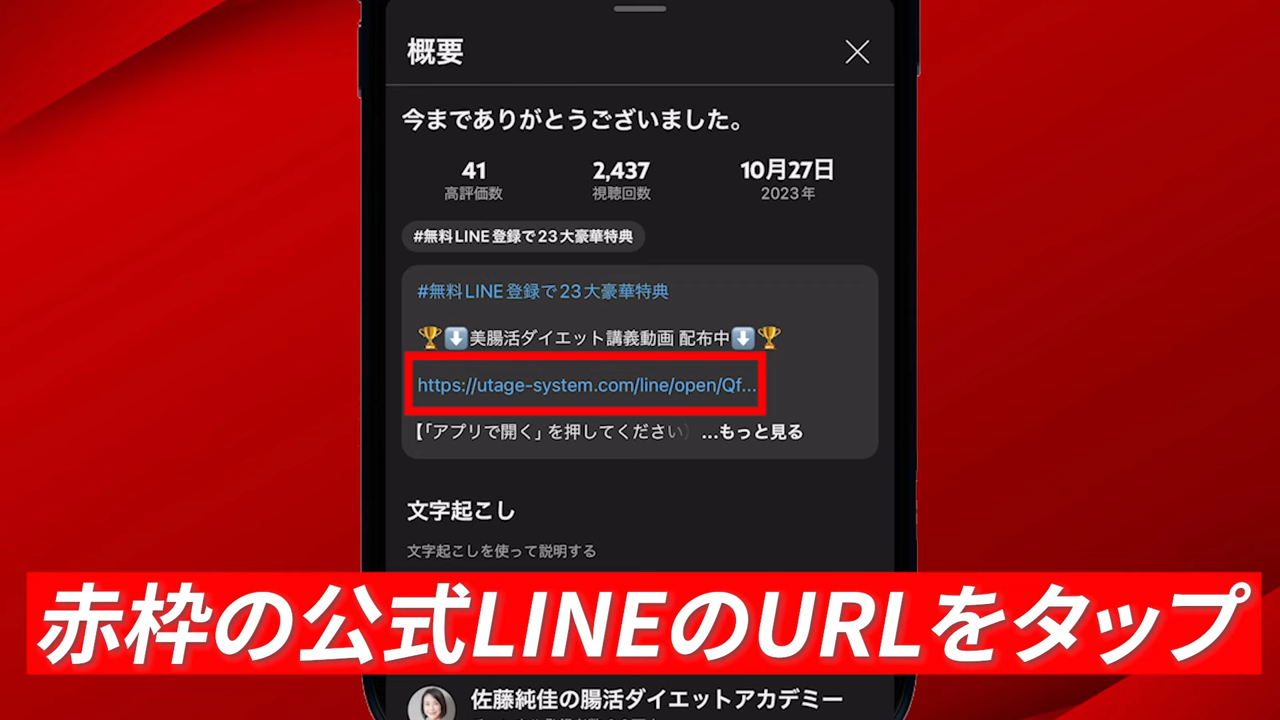 概要
今までありがとうございました。
41 2,437 10月27日
高評価数 視聴回数 2023年
#無料LINE登録で23大豪華特典
#無料LINE登録で23大豪華特典
🏆⬇️美腸活ダイエット講義動画 配布中⬇️🏆
https://utage-system.com/line/open/Qf...
【「アプリで開く」を押してください） ...もっと見る
文字起こし
文字起こしを使って説明する
赤枠の公式LINEのURLをタップ
佐藤純佳の腸活ダイエットアカデミー